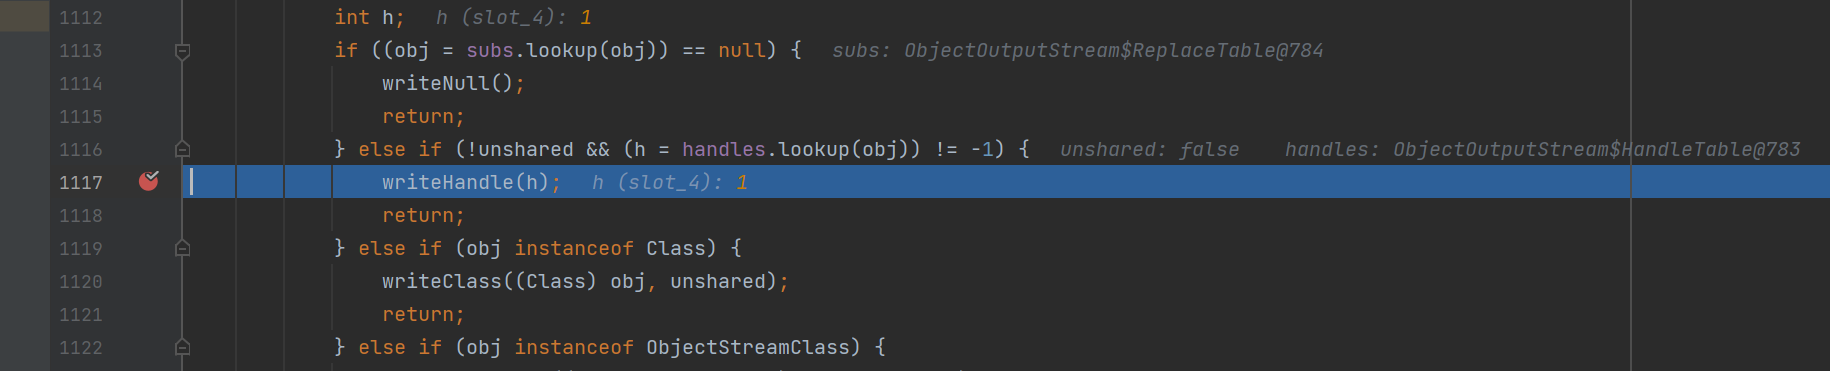 1112 int h; h (slot_4): 1
1113 if ((obj = subs.lookup(obj)) == null) { subs: ObjectOutputStream$ReplaceTable@784
1114 writeNull();
1115 return;
1116 } else if (!unshared && (h = handles.lookup(obj)) != -1) { unshared: false handles: ObjectOutputStream$HandleTable@783
1117 writeHandle(h); h (slot_4): 1
1118 return;
1119 } else if (obj instanceof Class) {
1120 writeClass((Class) obj, unshared);
1121 return;
1122 } else if (obj instanceof ObjectStreamClass) {